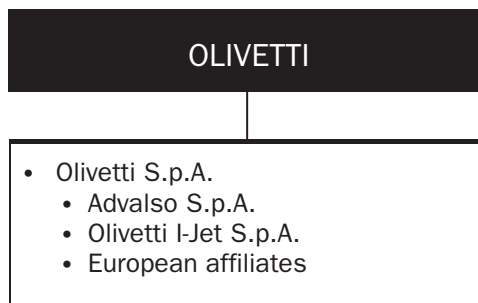 OLIVETTI
• Olivetti S.p.A.
• Advalso S.p.A.
• Olivetti I-Jet S.p.A.
• European affiliates